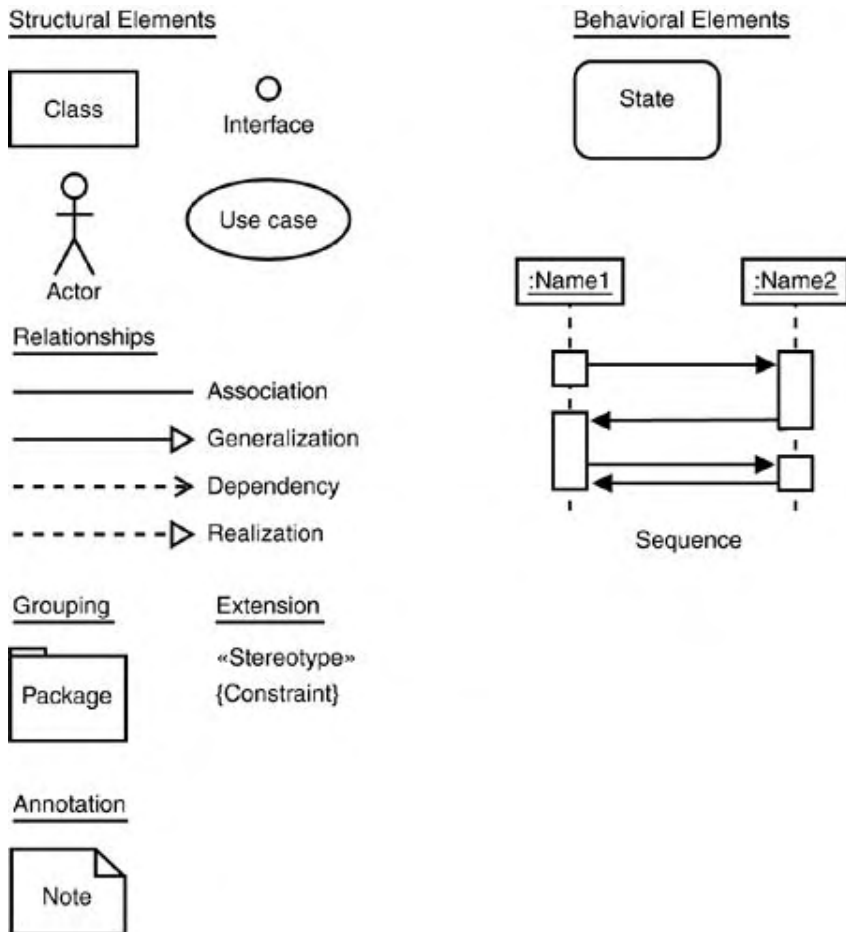 Structural Elements
Class
Interface
Actor
Use case
Relationships
Association
Generalization
Dependency
Realization
Grouping
Package
Extension
«Stereotype»
{Constraint}
Annotation
Note
Behavioral Elements
State
:Name1
:Name2
Sequence